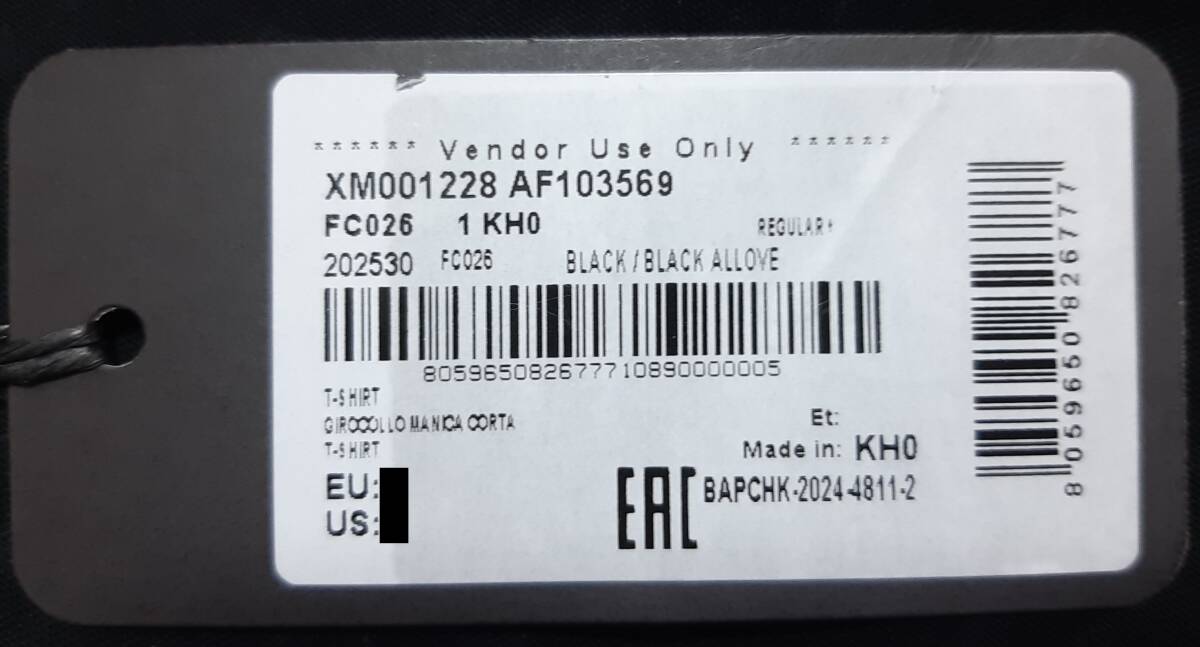 ****** Vendor Use Only ******
XM001228 AF103569
FC026 1 KH0 REGULAR*
202530 FC026 BLACK/BLACK ALLOVE
805965082677710890000005
T-SHIRT
GIROCOLLO MANICA CORTA
T-SHIRT
Et:
Made in: KH0
EU:
US:
EAC BAPCHK-2024-4811-2
8059650826777